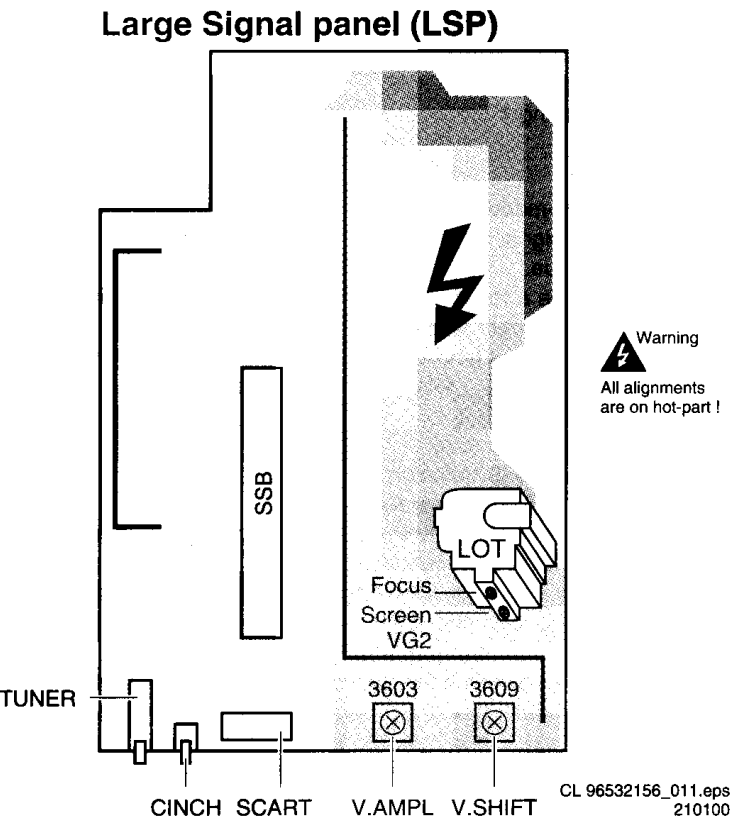 Large Signal panel (LSP)
Warning
All alignments
are on hot-part !
SSB
LOT
Focus
Screen
VG2
TUNER
3603
3609
CINCH
SCART
V.AMPL
V.SHIFT
CL 96532156_011.eps
210100